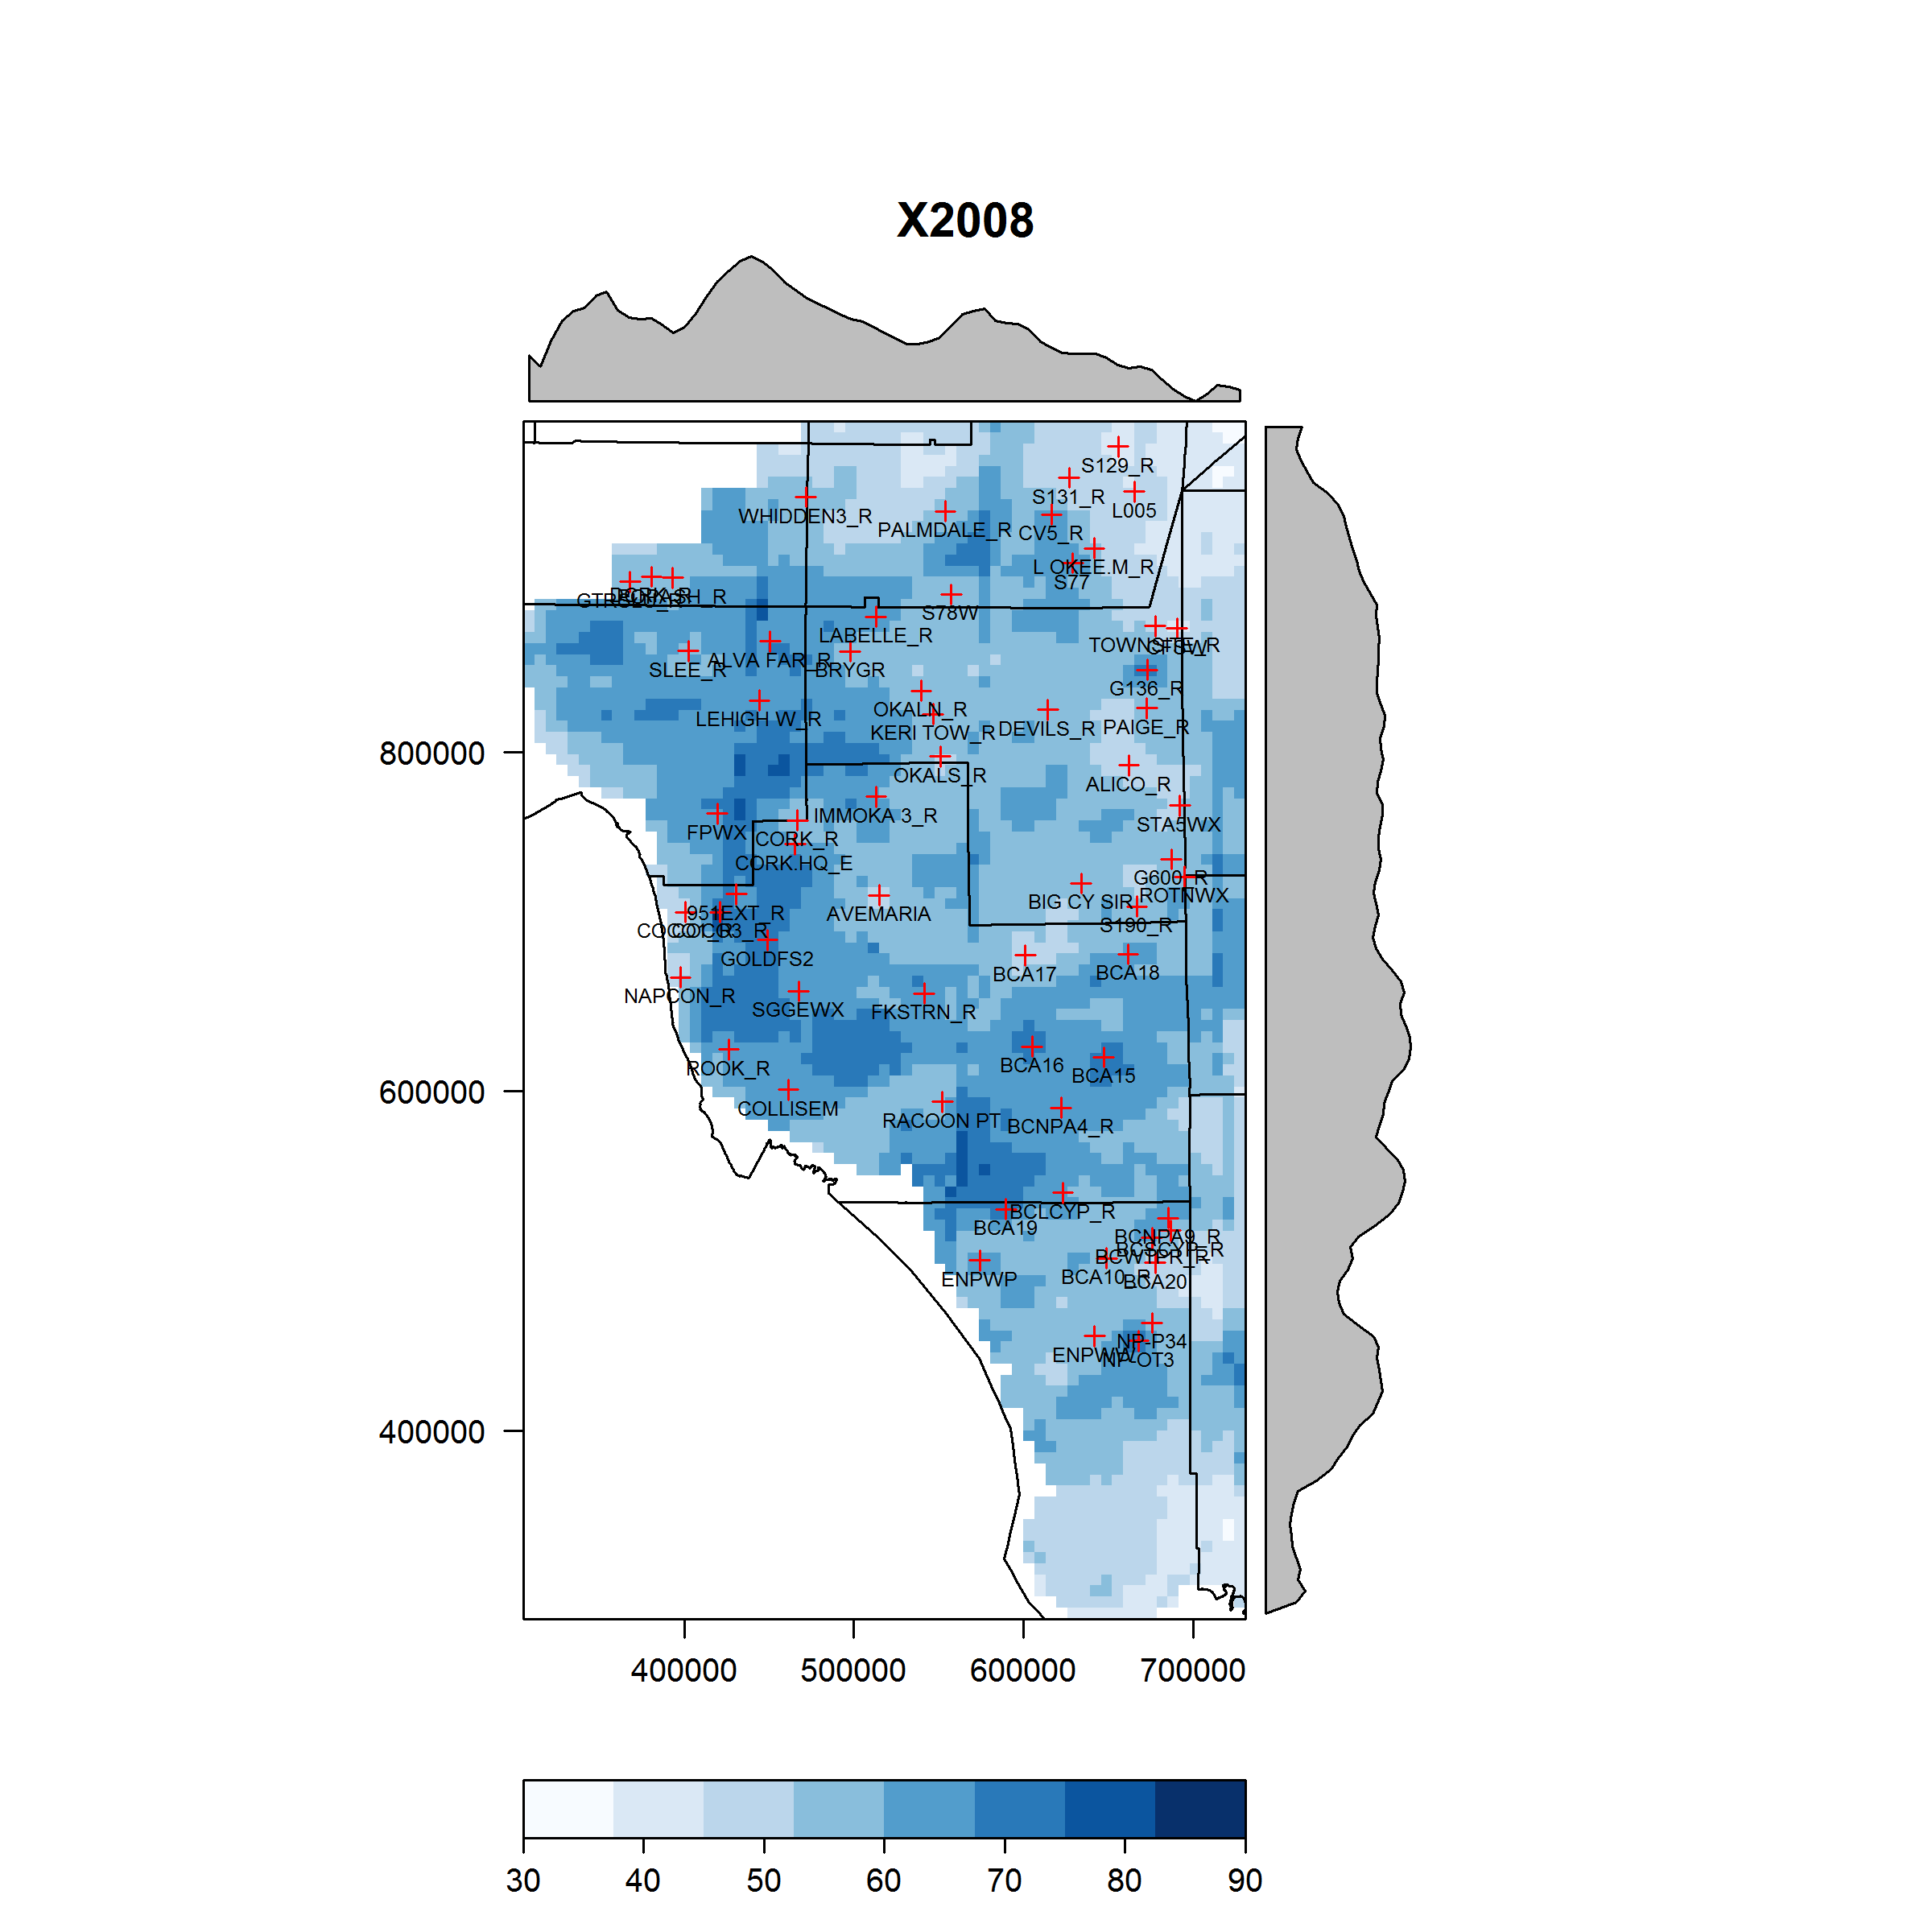 X2008
S129_R
S131_R
L005
WHIDDEN3_R
PALMDALE_R
CV5_R
L OKEE.M_R
S77
S78W
LABELLE_R
TOWNSITE_R
CFSW
SLEE_R
ALVA FAR_R
BRYGR
G136_R
OKALN_R
LEHIGH W_R
KERI TOW_R
DEVILS_R
PAIGE_R
800000
OKALS_R
ALICO_R
IMMOKA 3_R
STA5WX
FPWX
CORK_R
CORK.HQ_E
G600_R
ROTNWX
BIG CY SIR
951EXT_R
AVEMARIA
S190_R
GOLDFS2
BCA17
BCA18
NAPCON_R
SGGEWX
FKSTRN_R
BCA16
ROOK_R
BCA15
600000
COLLISEM
RACOON PT
BCNPA4_R
BCLCYP_R
BCA19
BCNPA9_R
BCA10_R
ENPWP
BCA20
NP-P34
ENPWW
NP-OT3
400000
400000 500000 600000 700000
30 40 50 60 70 80 90